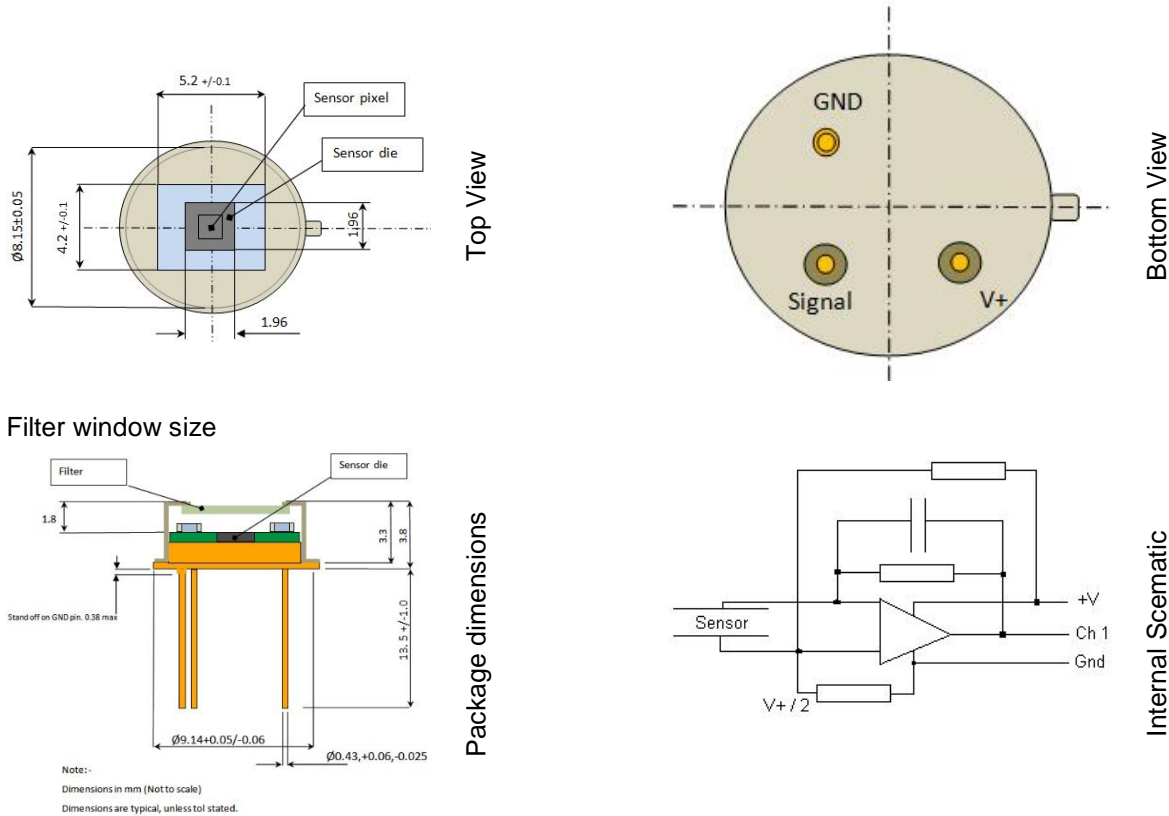 5.2 +/-0.1
Sensor pixel
Sensor die
Ø8.15±0.05
4.2 +/-0.1
1.96
1.96
Top View
GND
Signal
V+
Bottom View
Filter window size
Filter
Sensor die
1.8
3.3
3.8
Stand off on GND pin. 0.38 max
13.5 +/-1.0
Ø9.14+0.05/-0.06
Ø0.43,+0.06,-0.025
Note:-
Dimensions in mm (Not to scale)
Dimensions are typical, unless tol stated.
Package dimensions
Sensor
+V
Ch 1
Gnd
V+ / 2
Internal Scematic